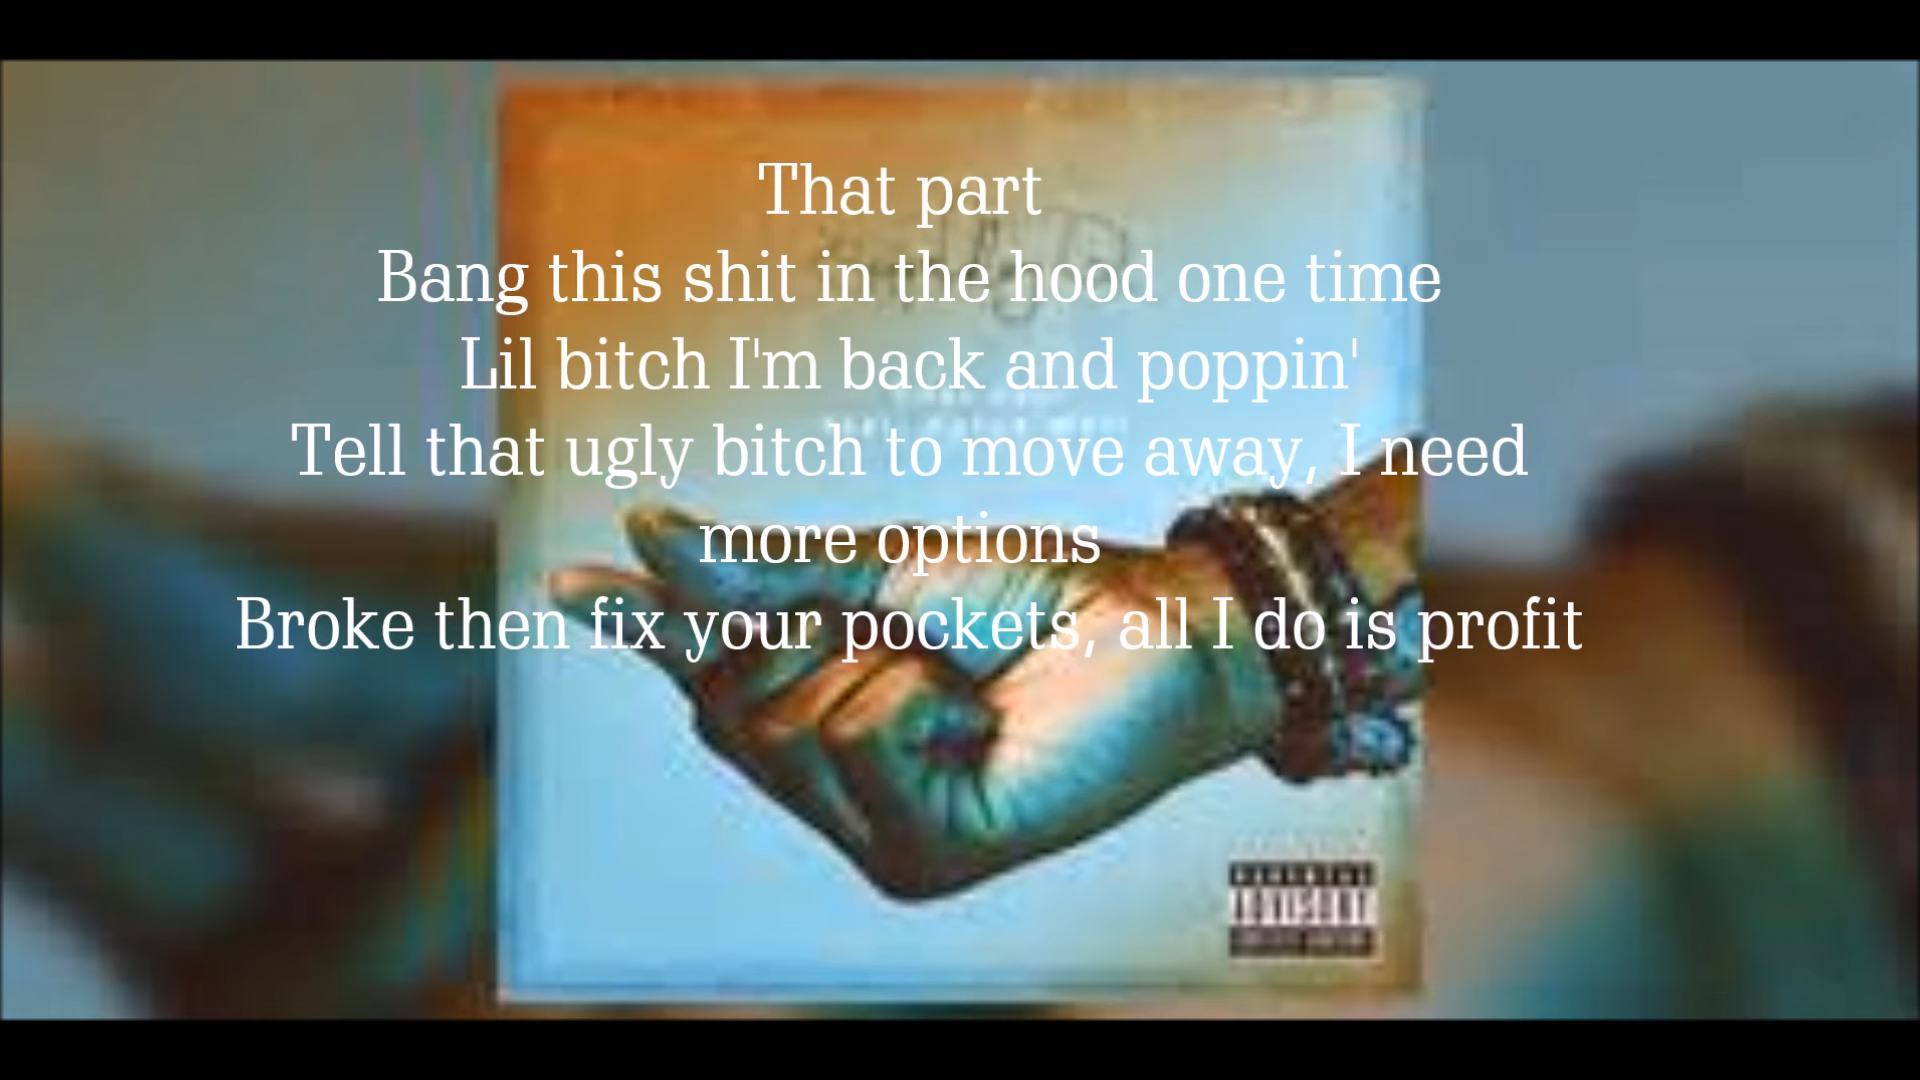 That part
Bang this shit in the hood one time
Lil bitch I'm back and poppin'
Tell that ugly bitch to move away, I need
more options
Broke then fix your pockets, all I do is profit
ADVISORY